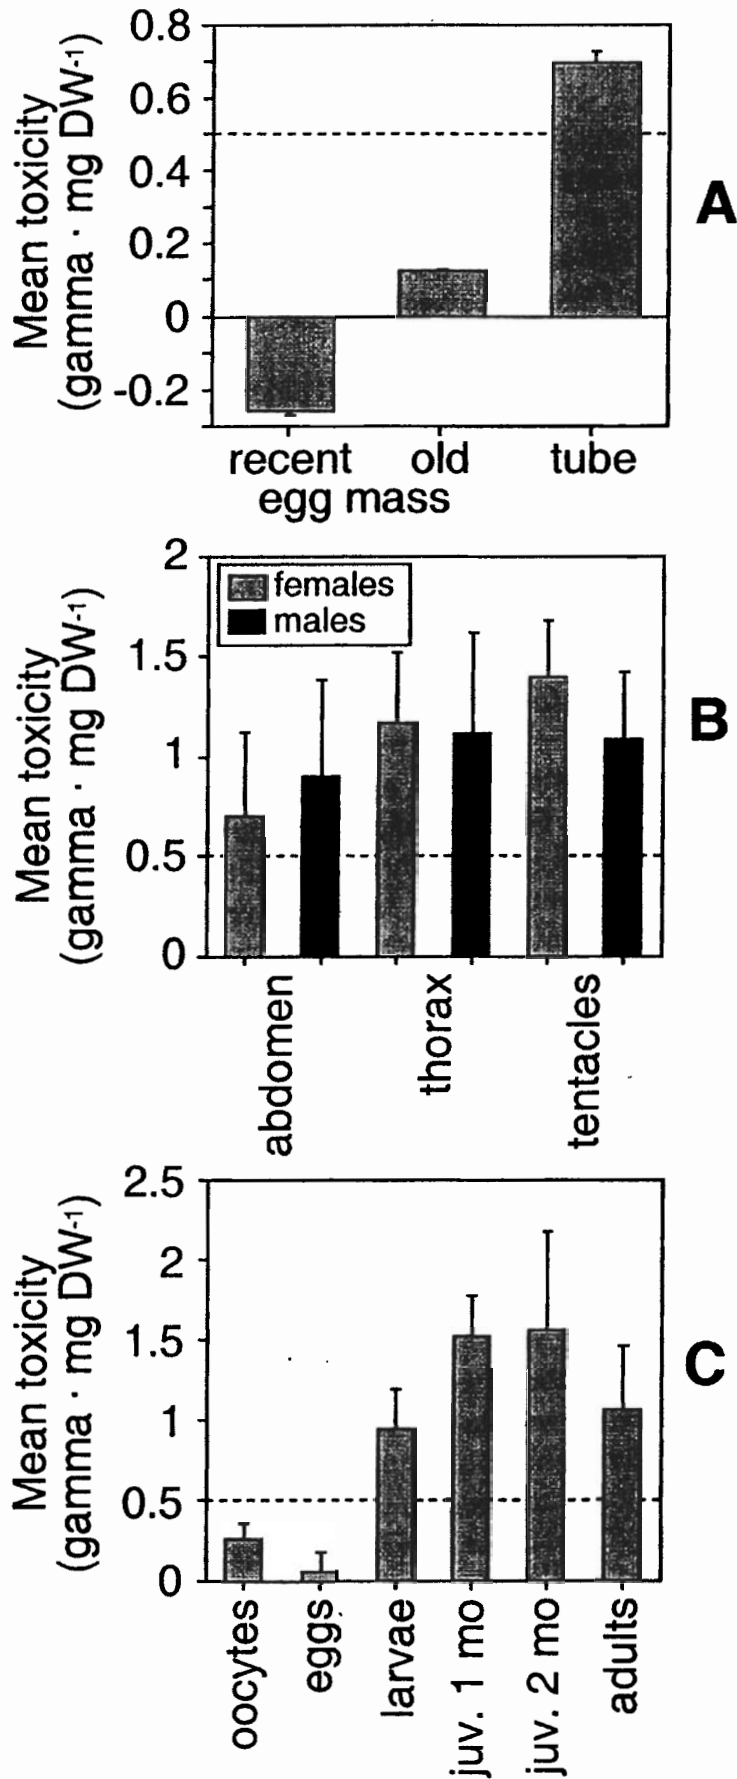 0.8
0.6
0.4
0.2
0
-0.2
Mean toxicity
(gamma · mg DW-1)
recent old tube
egg mass
A
2
1.5
1
0.5
0
Mean toxicity
(gamma · mg DW-1)
females
males
abdomen
thorax
tentacles
B
2.5
2
1.5
1
0.5
0
Mean toxicity
(gamma · mg DW-1)
oocytes
eggs
larvae
juv. 1 mo
juv. 2 mo
adults
C